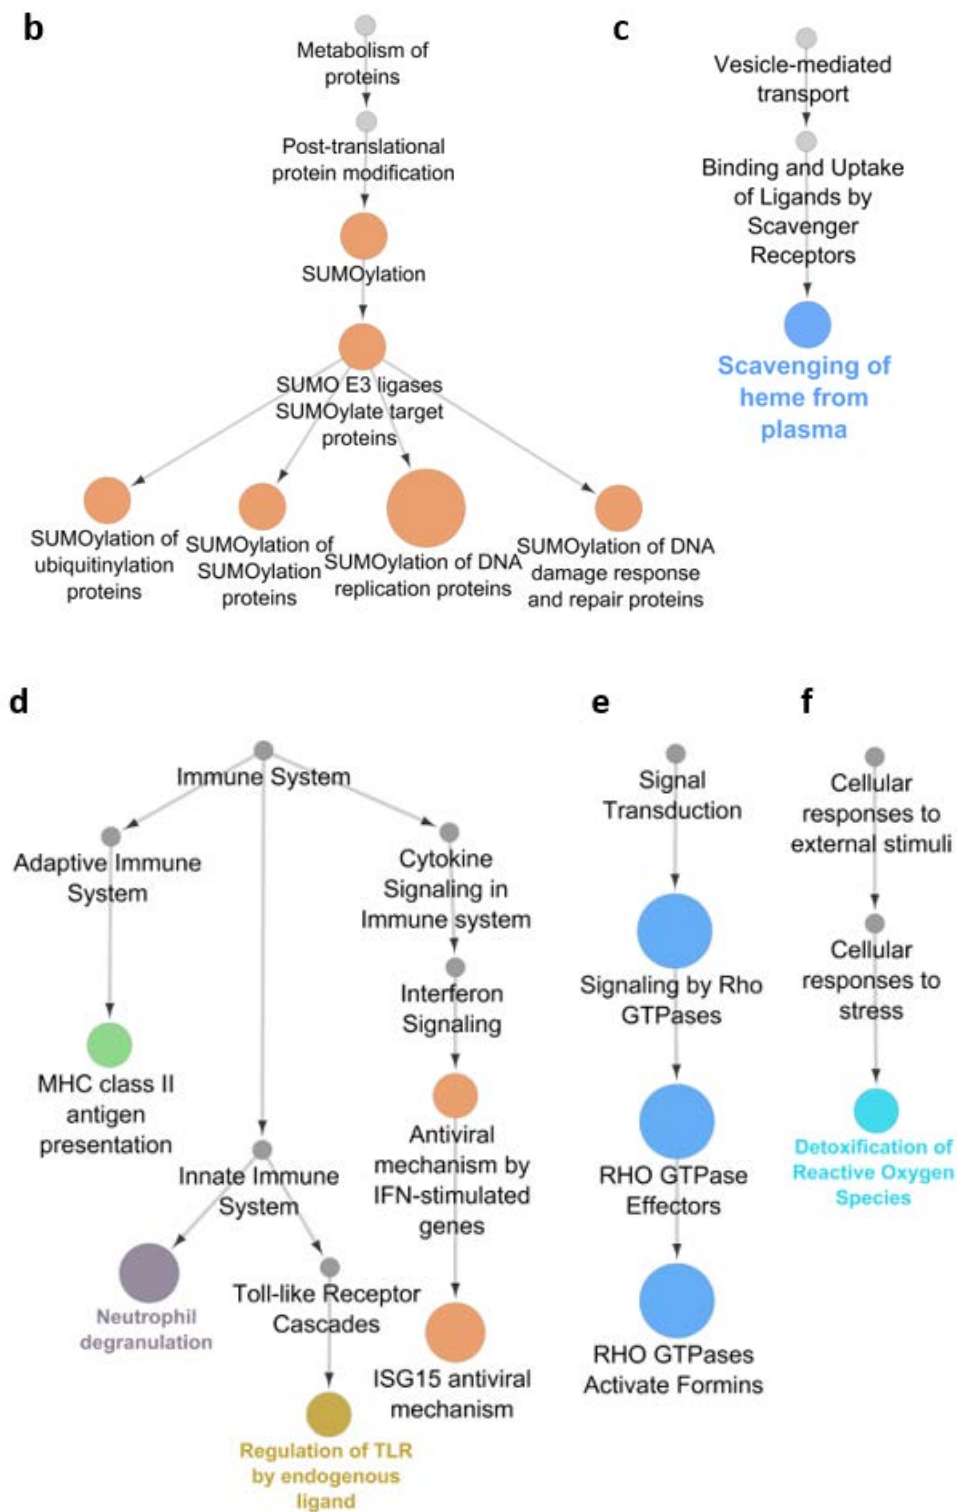 b
Metabolism of
proteins
Post-translational
protein modification
SUMOylation
SUMO E3 ligases
SUMOylate target
proteins
SUMOylation of
ubiquitinylation
proteins
SUMOylation of
SUMOylation
proteins
SUMOylation of DNA
replication proteins
SUMOylation of DNA
damage response
and repair proteins
c
Vesicle-mediated
transport
Binding and Uptake
of Ligands by
Scavenger
Receptors
Scavenging of
heme from
plasma
d
Immune System
Adaptive Immune
System
MHC class II
antigen
presentation
Innate Immune
System
Neutrophil
degranulation
Toll-like Receptor
Cascades
Regulation of TLR
by endogenous
ligand
Cytokine
Signaling in
Immune system
Interferon
Signaling
Antiviral
mechanism by
IFN-stimulated
genes
ISG15 antiviral
mechanism
e
Signal
Transduction
Signaling by Rho
GTPases
RHO GTPase
Effectors
RHO GTPases
Activate Formins
f
Cellular
responses to
external stimuli
Cellular
responses to
stress
Detoxification of
Reactive Oxygen
Species